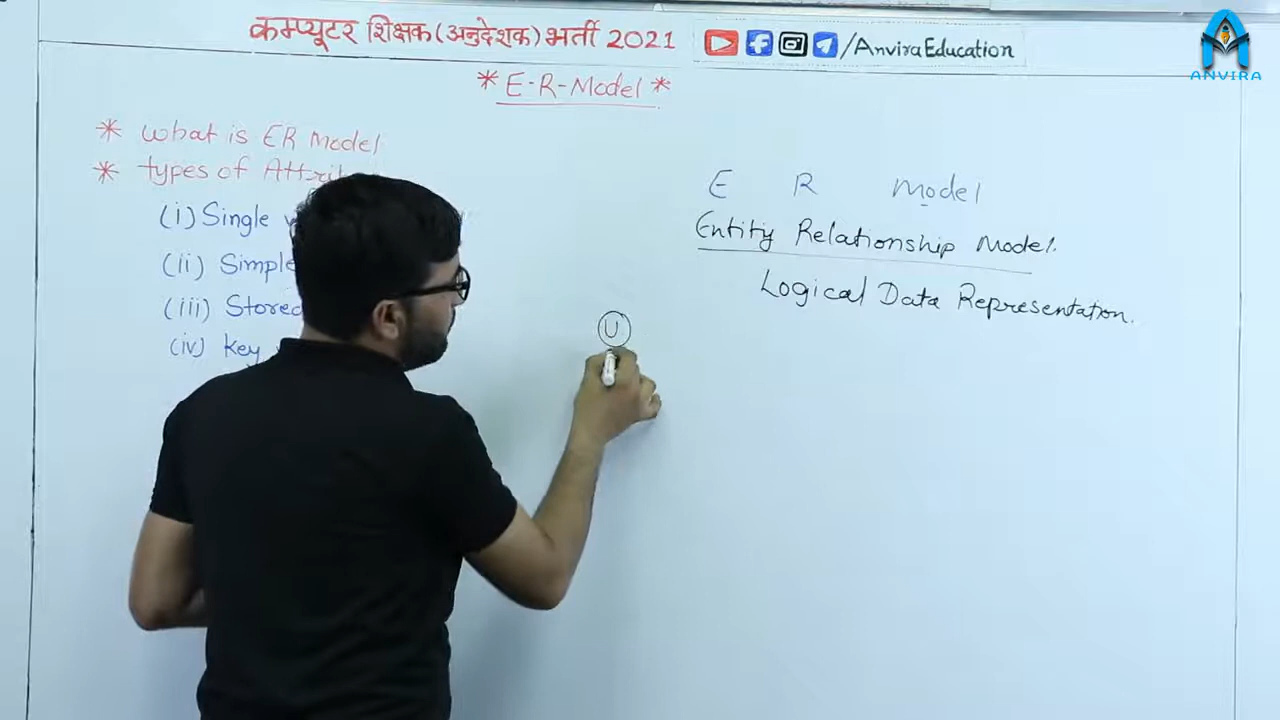 कम्प्यूटर शिक्षक (अनुदेशक) भर्ती 2021
/AnviraEducation
ANVIRA
* E-R-Model *
* What is ER Model
* types of
(i) Single
(ii) Simple
(iii) Stored
(iv) Key
E R Model
Entity Relationship Model.
Logical Data Representation.
U